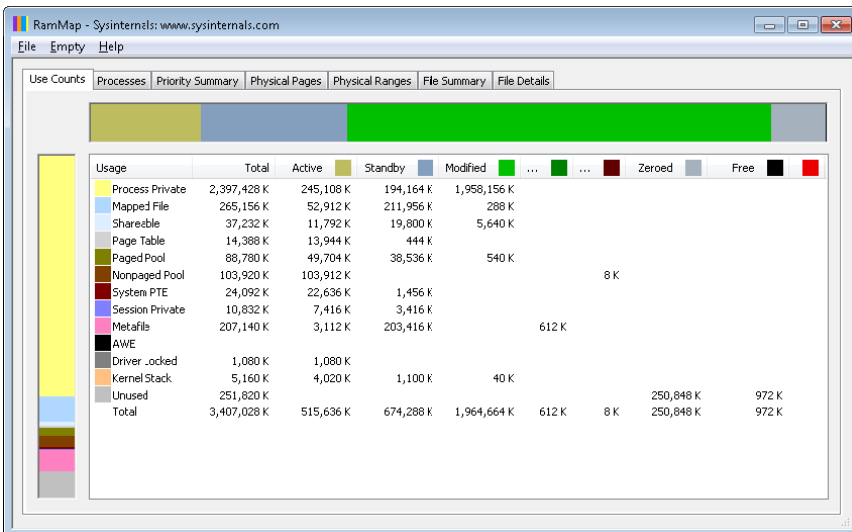 RamMap - Sysinternals: www.sysinternals.com
File Empty Help
Use Counts Processes Priority Summary Physical Pages Physical Ranges File Summary File Details
Usage Total Active Standby Modified ... ... Zeroed Free
Process Private 2,397,428 K 245,108 K 194,164 K 1,958,156 K
Mapped File 265,156 K 52,912 K 211,956 K 288 K
Shareable 37,232 K 11,792 K 19,800 K 5,640 K
Page Table 14,388 K 13,944 K 444 K
Paged Pool 88,780 K 49,704 K 38,536 K 540 K
Nonpaged Pool 103,920 K 103,912 K 8 K
System PTE 24,092 K 22,636 K 1,456 K
Session Private 10,832 K 7,416 K 3,416 K
Metafile 207,140 K 3,112 K 203,416 K 612 K
AWE
Driver Locked 1,080 K 1,080 K
Kernel Stack 5,160 K 4,020 K 1,100 K 40 K
Unused 251,820 K 250,848 K 972 K
Total 3,407,028 K 515,636 K 674,288 K 1,964,664 K 612 K 8 K 250,848 K 972 K